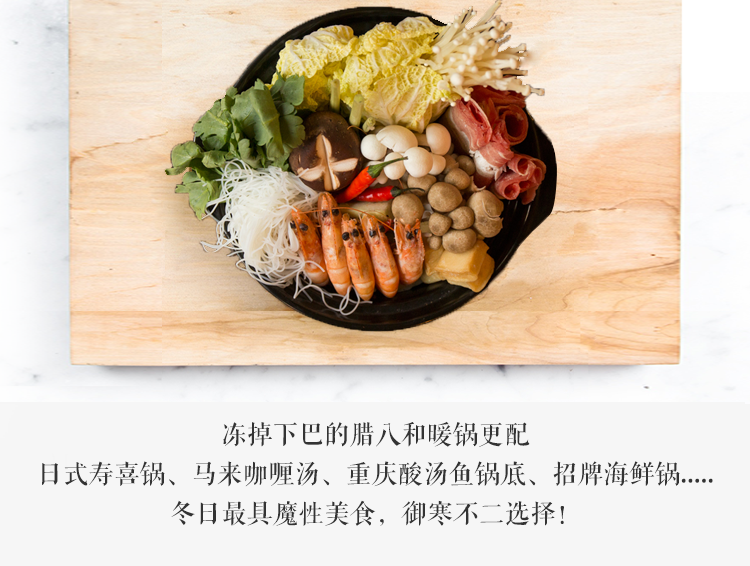 冻掉下巴的腊八和暖锅更配
日式寿喜锅、马来咖喱汤、重庆酸汤鱼锅底、招牌海鲜锅.....
冬日最具魔性美食，御寒不二选择！